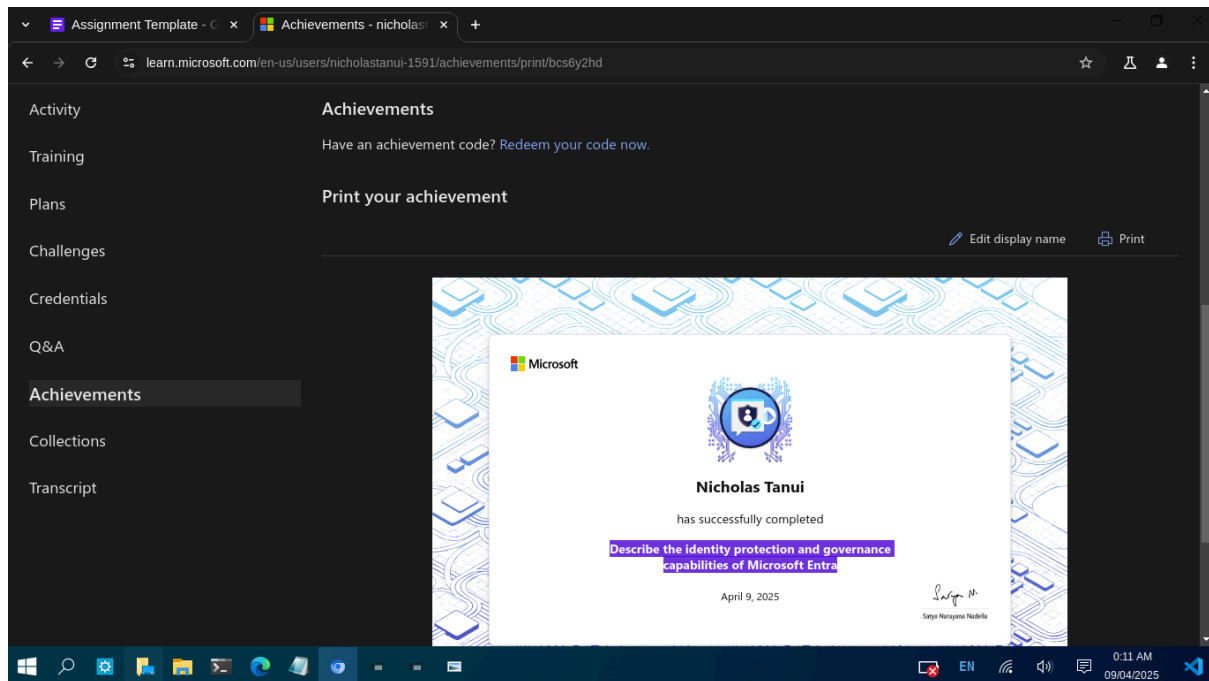 Assignment Template - G
Achievements - nicholast
learn.microsoft.com/en-us/users/nicholastanui-1591/achievements/print/bcs6y2hd
Activity
Training
Plans
Challenges
Credentials
Q&A
Achievements
Collections
Transcript
Achievements
Have an achievement code? Redeem your code now.
Print your achievement
Edit display name
Print
Microsoft
Nicholas Tanui
has successfully completed
Describe the identity protection and governance
capabilities of Microsoft Entra
April 9, 2025
Satya N.
Satya Narayana Nadella
EN
0:11 AM
09/04/2025